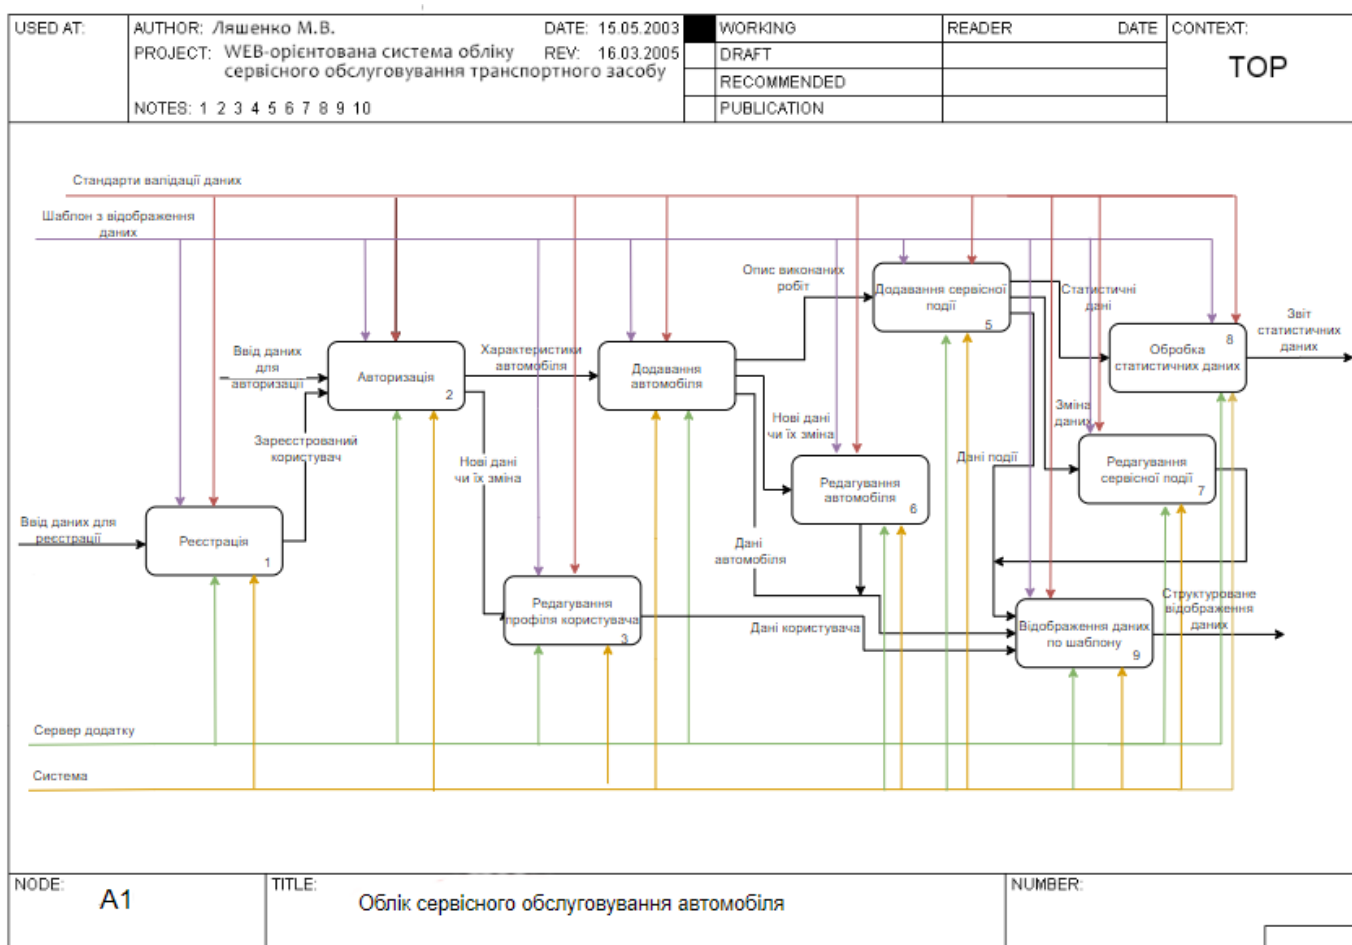 USED AT:
AUTHOR: Ляшенко М.В.
DATE: 15.05.2003
PROJECT: WEB-орієнтована система обліку
сервісного обслуговування транспортного засобу
REV: 16.03.2005
NOTES: 1 2 3 4 5 6 7 8 9 10
WORKING
DRAFT
RECOMMENDED
PUBLICATION
READER
DATE
CONTEXT:
TOP
Стандарти валідації даних
Шаблон з відображення
даних
Опис виконаних
робіт
Додавання сервісної
події
5
Статистичні
дані
Звіт
статистичних
даних
Обробка
статистичних даних
8
Ввід даних
для
авторизації
Авторизація
2
Характеристики
автомобіля
Додавання
автомобіля
Зареєстрований
користувач
Нові дані
чи їх зміна
Нові дані
чи їх зміна
Зміна
даних
Дані події
Редагування
сервісної події
7
Редагування
автомобіля
6
Ввід даних для
реєстрації
Реєстрація
1
Дані
автомобіля
Редагування
профіля користувача
3
Дані користувача
Структуроване
відображення
даних
Відображення даних
по шаблону
9
Сервер додатку
Система
NODE:
A1
TITLE:
Облік сервісного обслуговування автомобіля
NUMBER: